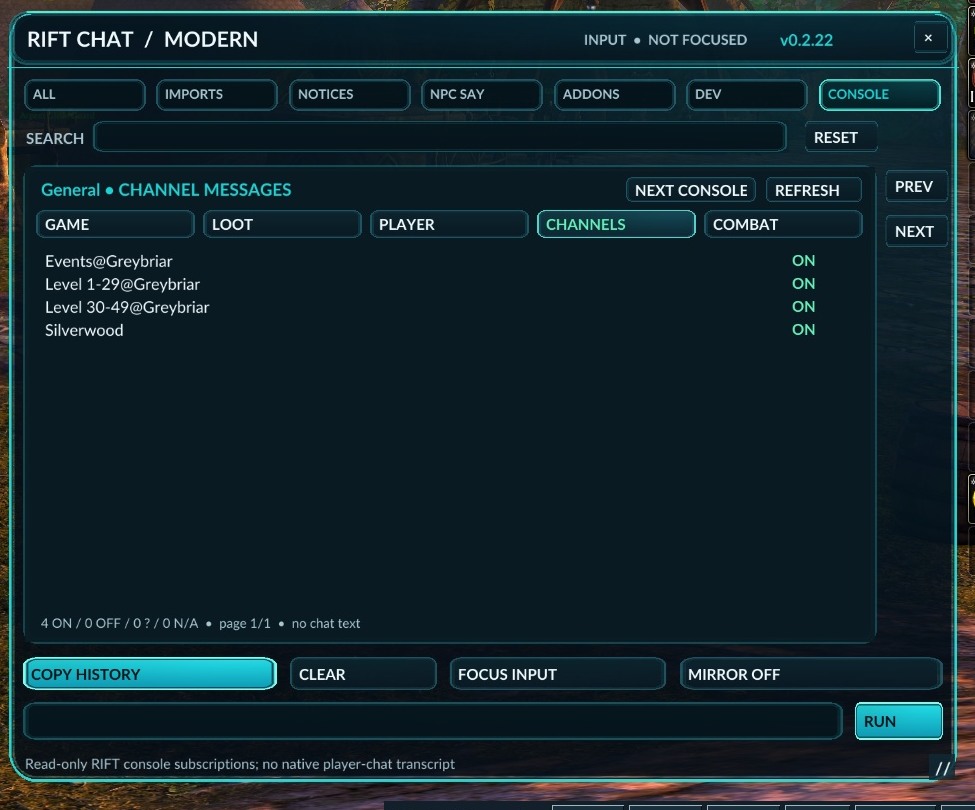 RIFT CHAT / MODERN INPUT • NOT FOCUSED v0.2.22 ×
ALL IMPORTS NOTICES NPC SAY ADDONS DEV CONSOLE
SEARCH RESET
General • CHANNEL MESSAGES NEXT CONSOLE REFRESH PREV
GAME LOOT PLAYER CHANNELS COMBAT NEXT
Events@Greybriar ON
Level 1-29@Greybriar ON
Level 30-49@Greybriar ON
Silverwood ON
4 ON / 0 OFF / 0 ? / 0 N/A • page 1/1 • no chat text
COPY HISTORY CLEAR FOCUS INPUT MIRROR OFF
RUN
Read-only RIFT console subscriptions; no native player-chat transcript //